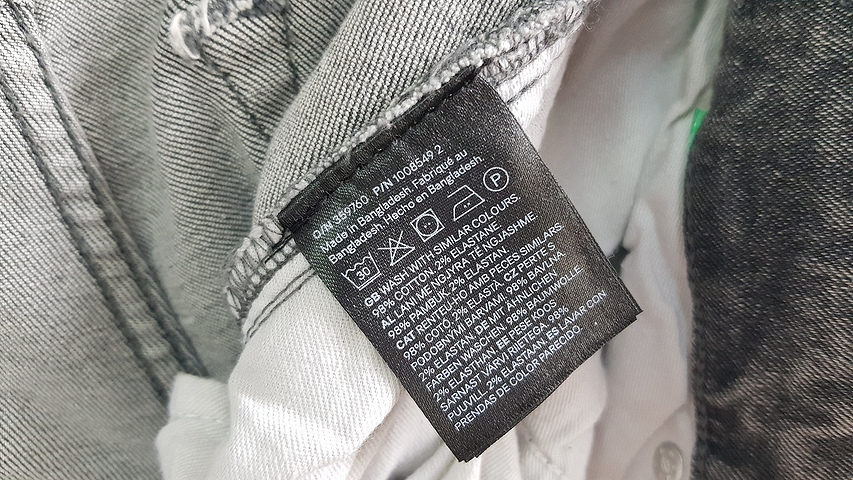 O/N 359760 P/N 1008549.2
Made in Bangladesh. Fabriqué au
Bangladesh. Hecho en Bangladesh.
30 P
GB WASH WITH SIMILAR COLOURS.
98% COTTON, 2% ELASTANE
AL LANI ME NGJYRA TE NGJASHME.
98% PAMBUK, 2% ELASTAN.
CAT RENTEU-HO AMB PECES SIMILARS
98% COTÓ, 2% ELASTÀ. CZ PERTE S
PODOBNÝMI BARVAMI. 98% BAVLNA,
2% ELASTAN. DE MIT ÄHNLICHEN
FARBEN WASCHEN. 98% BAUMWOLLE,
2% ELASTHAN. EE PESE KOOS
SARNAST VÄRVI RIIETEGA. 98%
PUUVILL, 2% ELASTAAN. ES LAVAR CON
PRENDAS DE COLOR PARECIDO.